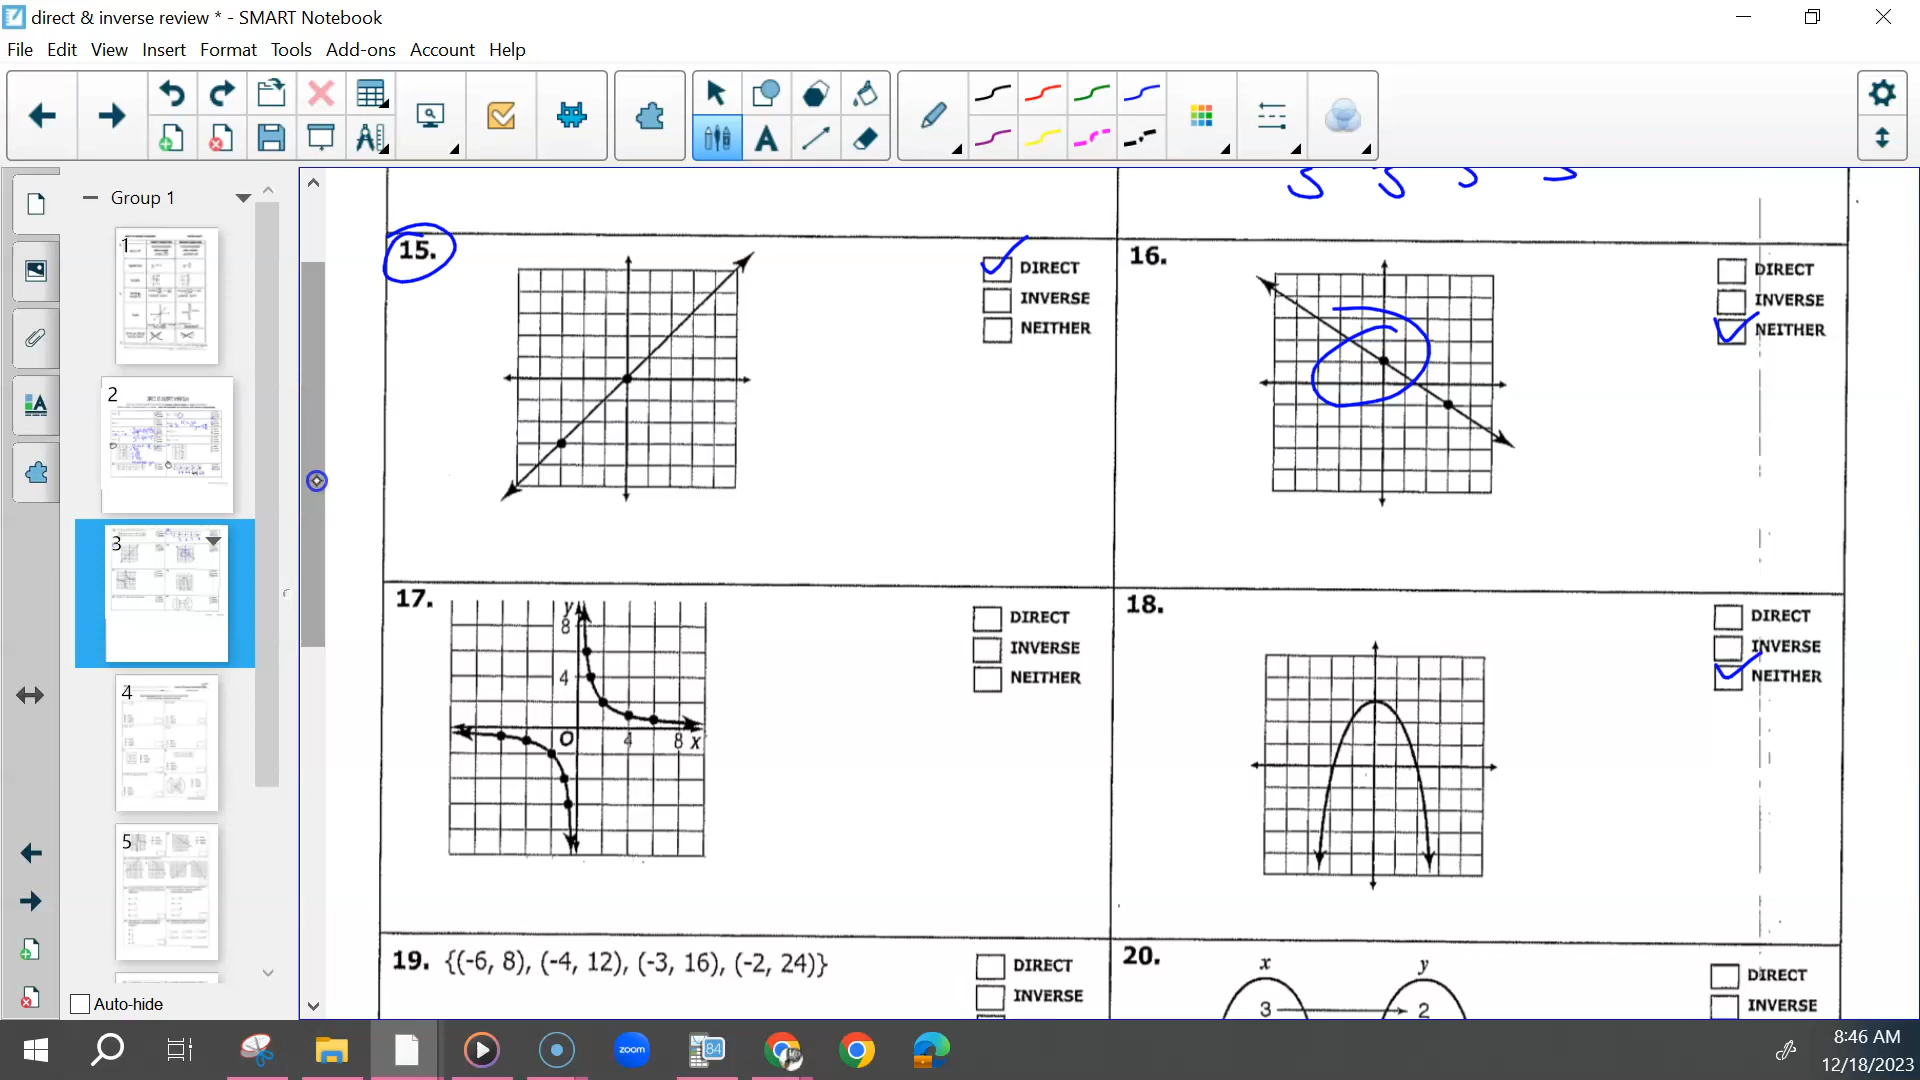 direct & inverse review * - SMART Notebook
File Edit View Insert Format Tools Add-ons Account Help
Group 1
1
2
3
4
5
Auto-hide
15.
DIRECT
INVERSE
NEITHER
16.
DIRECT
INVERSE
NEITHER
17.
y
8
4
O
4
8 x
DIRECT
INVERSE
NEITHER
18.
DIRECT
INVERSE
NEITHER
19. {(-6, 8), (-4, 12), (-3, 16), (-2, 24)}
DIRECT
INVERSE
20.
x y
3 2
DIRECT
INVERSE
zoom
84
8:46 AM
12/18/2023